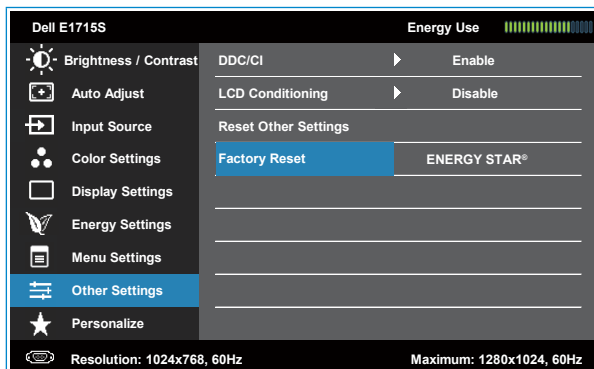 Dell E1715S Energy Use
Brightness / Contrast DDC/CI Enable
Auto Adjust LCD Conditioning Disable
Input Source Reset Other Settings
Color Settings Factory Reset ENERGY STAR®
Display Settings
Energy Settings
Menu Settings
Other Settings
Personalize
Resolution: 1024x768, 60Hz Maximum: 1280x1024, 60Hz